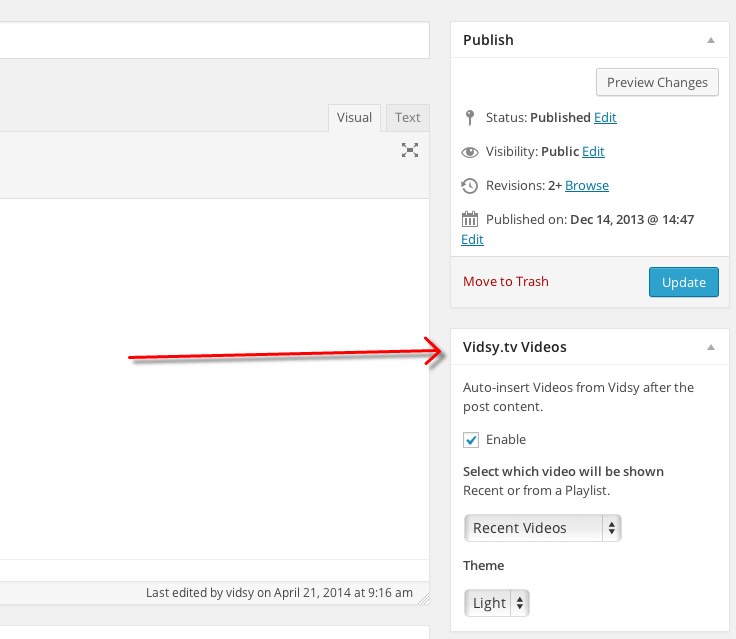 Visual
Text
Last edited by vidsy on April 21, 2014 at 9:16 am
Publish
Preview Changes
Status: Published Edit
Visibility: Public Edit
Revisions: 2+ Browse
Published on: Dec 14, 2013 @ 14:47
Edit
Move to Trash
Update
Vidsy.tv Videos
Auto-insert Videos from Vidsy after the
post content.
Enable
Select which video will be shown
Recent or from a Playlist.
Recent Videos
Theme
Light